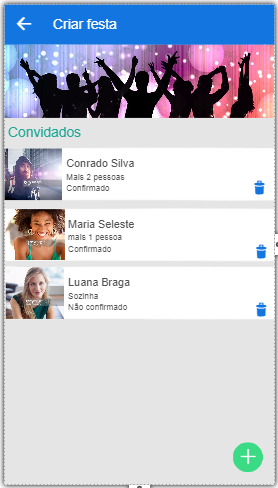 Criar festa
Convidados
Conrado Silva
Mais 2 pessoas
Confirmado
Maria Seleste
mais 1 pessoa
Confirmado
Luana Braga
Sozinha
Não confirmado